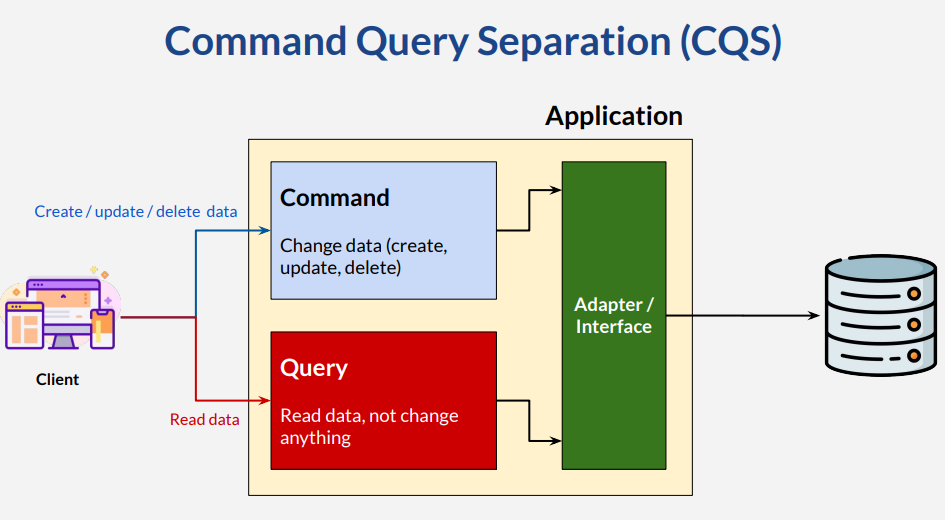 Command Query Separation (CQS)
Application
Create / update / delete data
Command
Change data (create,
update, delete)
Adapter /
Interface
Client
Query
Read data, not change
anything
Read data